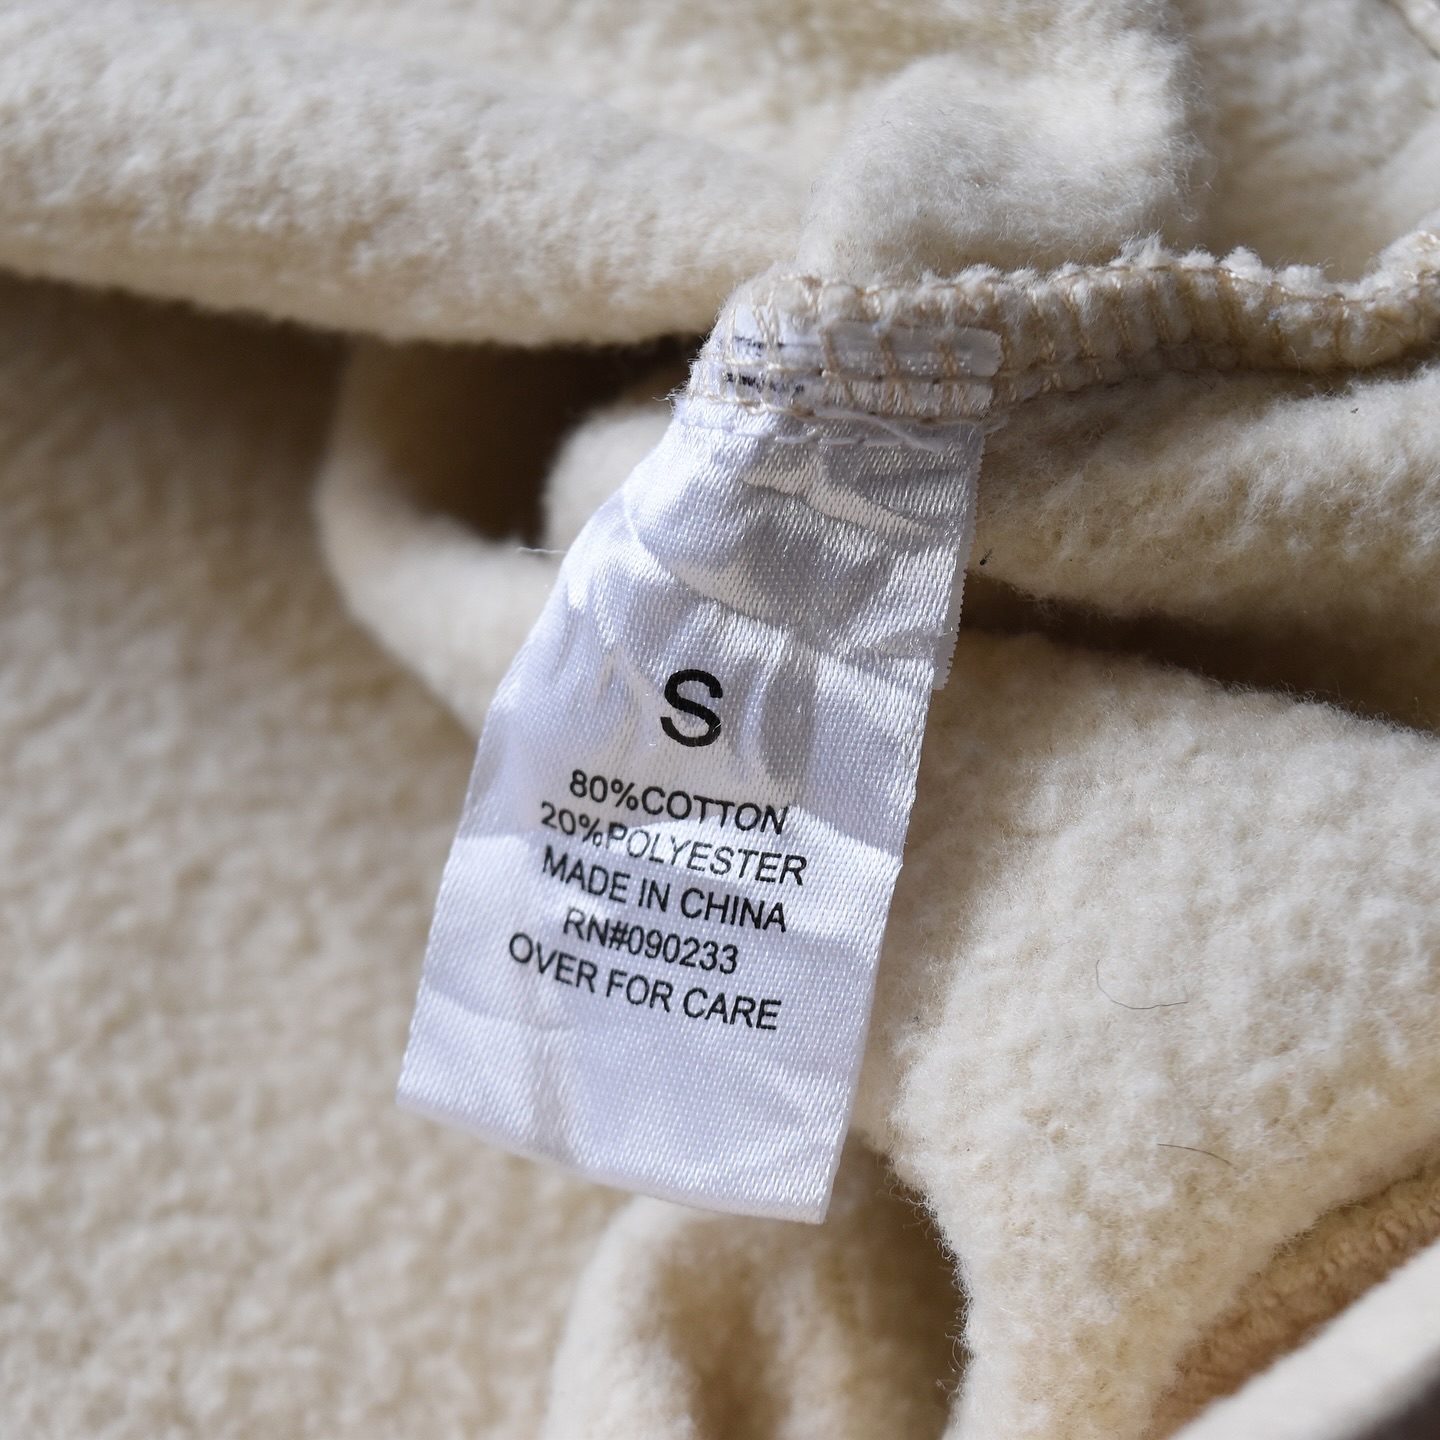 S
80%COTTON
20%POLYESTER
MADE IN CHINA
RN#090233
OVER FOR CARE